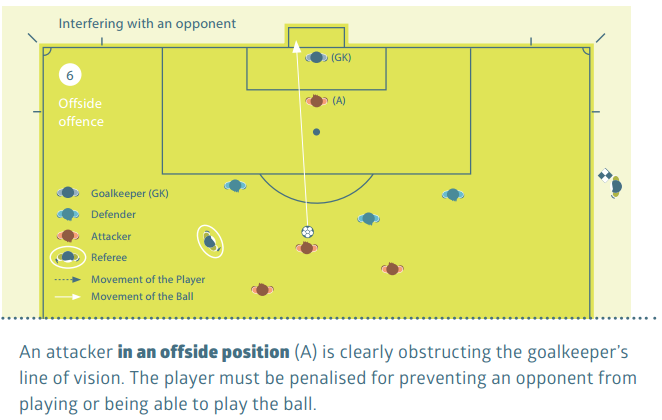 Interfering with an opponent
(GK)
6
Offside
offence
(A)
Goalkeeper (GK)
Defender
Attacker
Referee
Movement of the Player
Movement of the Ball
An attacker in an offside position (A) is clearly obstructing the goalkeeper's
line of vision. The player must be penalised for preventing an opponent from
playing or being able to play the ball.